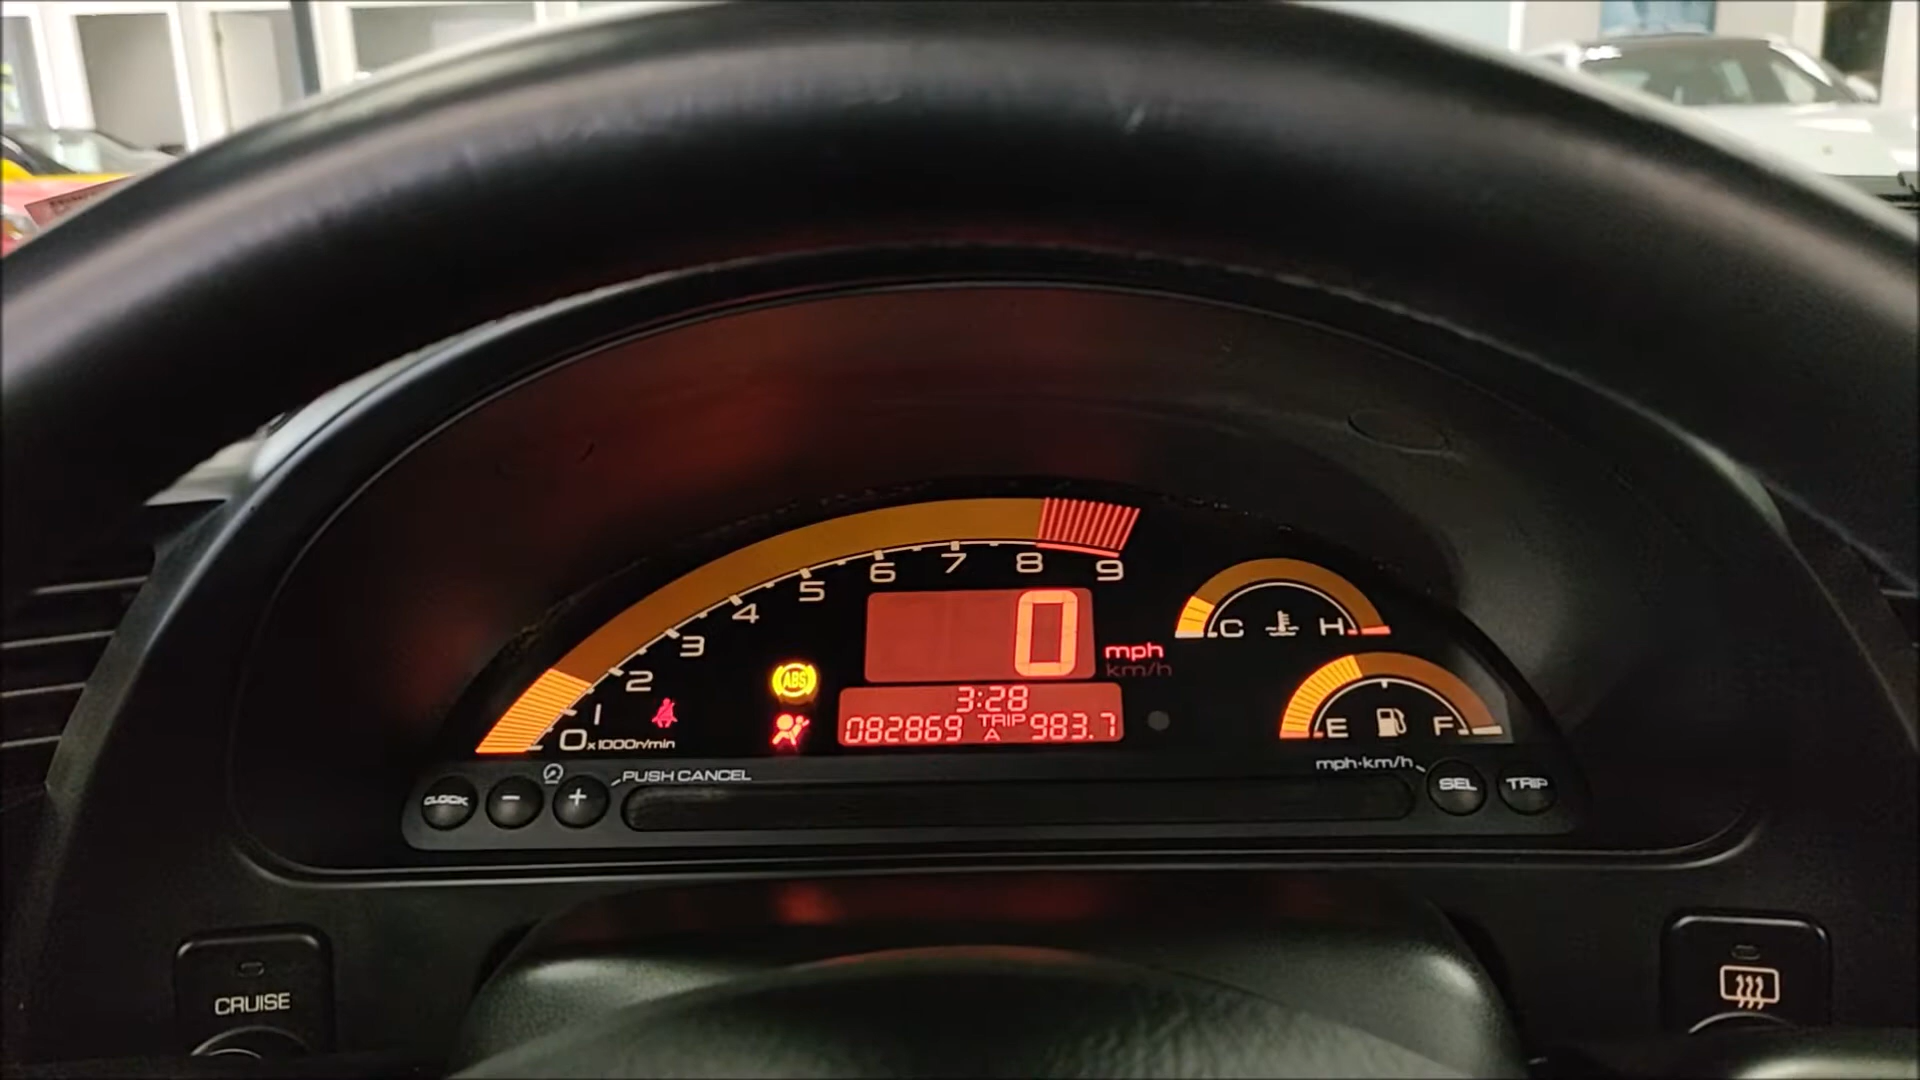 0 1 2 3 4 5 6 7 8 9
x1000r/min
ABS
0
mph
km/h
3:28
082869 TRIP A 983.7
C H
E F
PUSH CANCEL
mph·km/h
CLOCK - + SEL TRIP
CRUISE